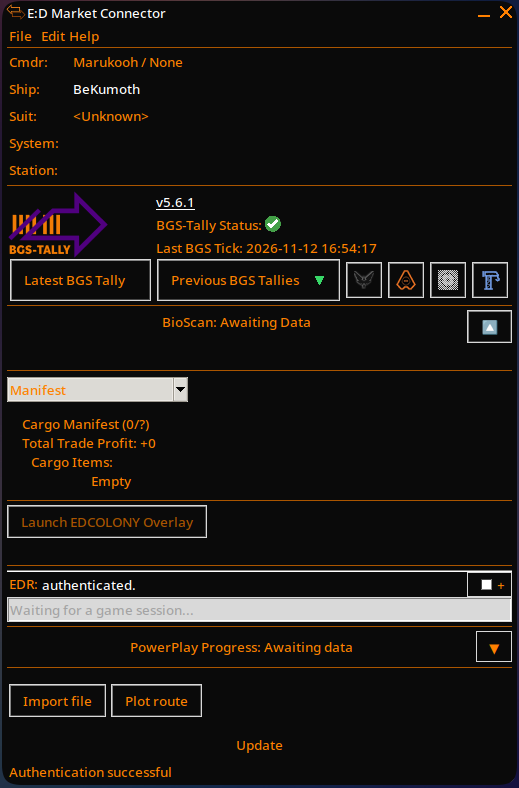 E:D Market Connector
File Edit Help
Cmdr: Marukooh / None
Ship: BeKumoth
Suit: <Unknown>
System:
Station:
v5.6.1
BGS-TALLY
BGS-Tally Status:
Last BGS Tick: 2026-11-12 16:54:17
Latest BGS Tally
Previous BGS Tallies
BioScan: Awaiting Data
Manifest
Cargo Manifest (0/?)
Total Trade Profit: +0
Cargo Items:
Empty
Launch EDCOLONY Overlay
EDR: authenticated.
+
Waiting for a game session...
PowerPlay Progress: Awaiting data
Import file
Plot route
Update
Authentication successful